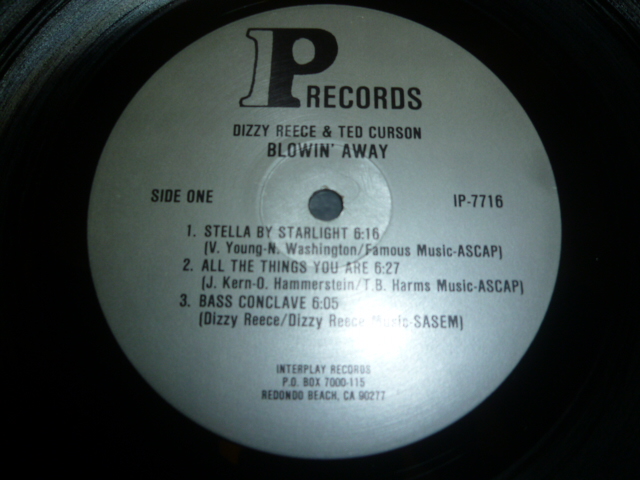 IP RECORDS
DIZZY REECE & TED CURSON
BLOWIN' AWAY
SIDE ONE IP-7716
1. STELLA BY STARLIGHT 6:16
(V. Young-N. Washington/Famous Music-ASCAP)
2. ALL THE THINGS YOU ARE 6:27
(J. Kern-O. Hammerstein/T.B. Harms Music-ASCAP)
3. BASS CONCLAVE 6:05
(Dizzy Reece/Dizzy Reece Music-SASEM)
INTERPLAY RECORDS
P.O. BOX 7000-115
REDONDO BEACH, CA 90277